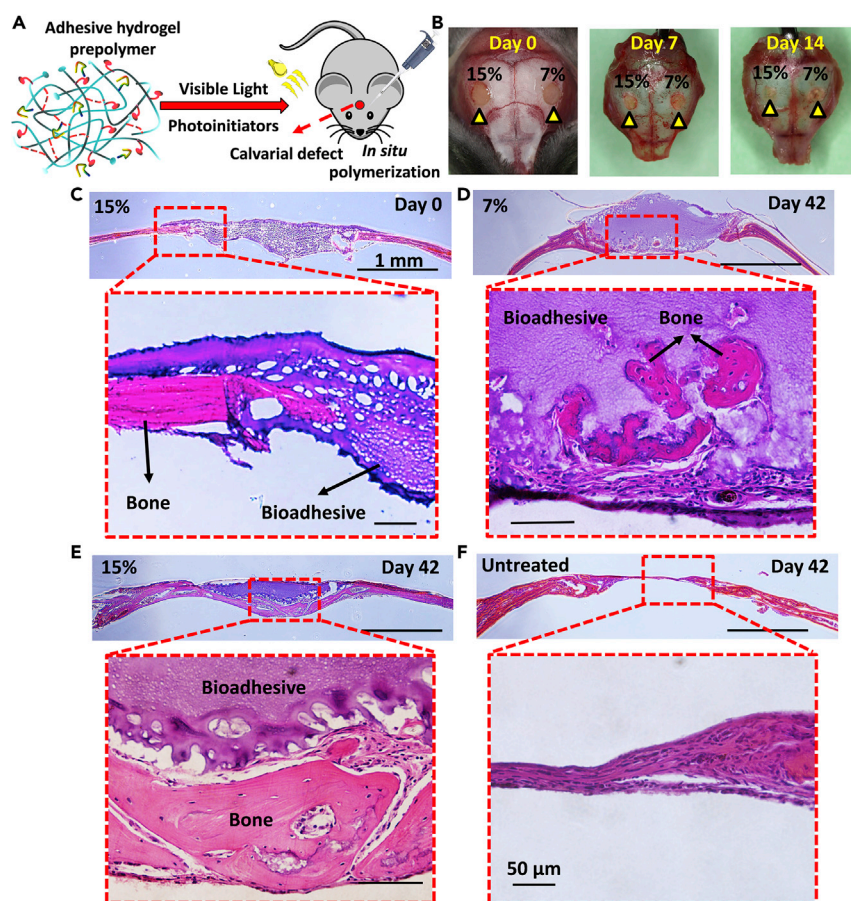 A
Adhesive hydrogel
prepolymer
Visible Light
Photoinitiators
Calvarial defect
In situ
polymerization
B
Day 0
15%
7%
Day 7
15%
7%
Day 14
15%
7%
C
15%
Day 0
1 mm
Bone
Bioadhesive
D
7%
Day 42
Bioadhesive
Bone
E
15%
Day 42
Bioadhesive
Bone
F
Untreated
Day 42
50 µm